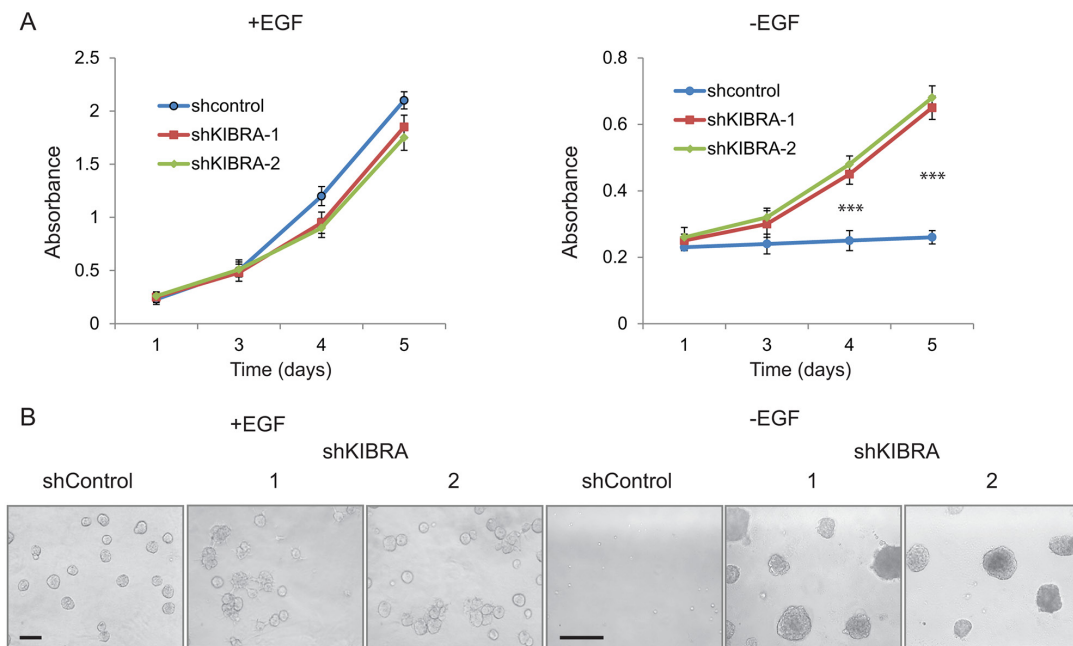 A
+EGF
-EGF
2.5
2
1.5
1
0.5
0
Absorbance
shcontrol
shKIBRA-1
shKIBRA-2
1 3 4 5
Time (days)
0.8
0.6
0.4
0.2
0
Absorbance
shcontrol
shKIBRA-1
shKIBRA-2
***
***
1 3 4 5
Time (days)
B
+EGF
-EGF
shKIBRA
shKIBRA
shControl 1 2 shControl 1 2